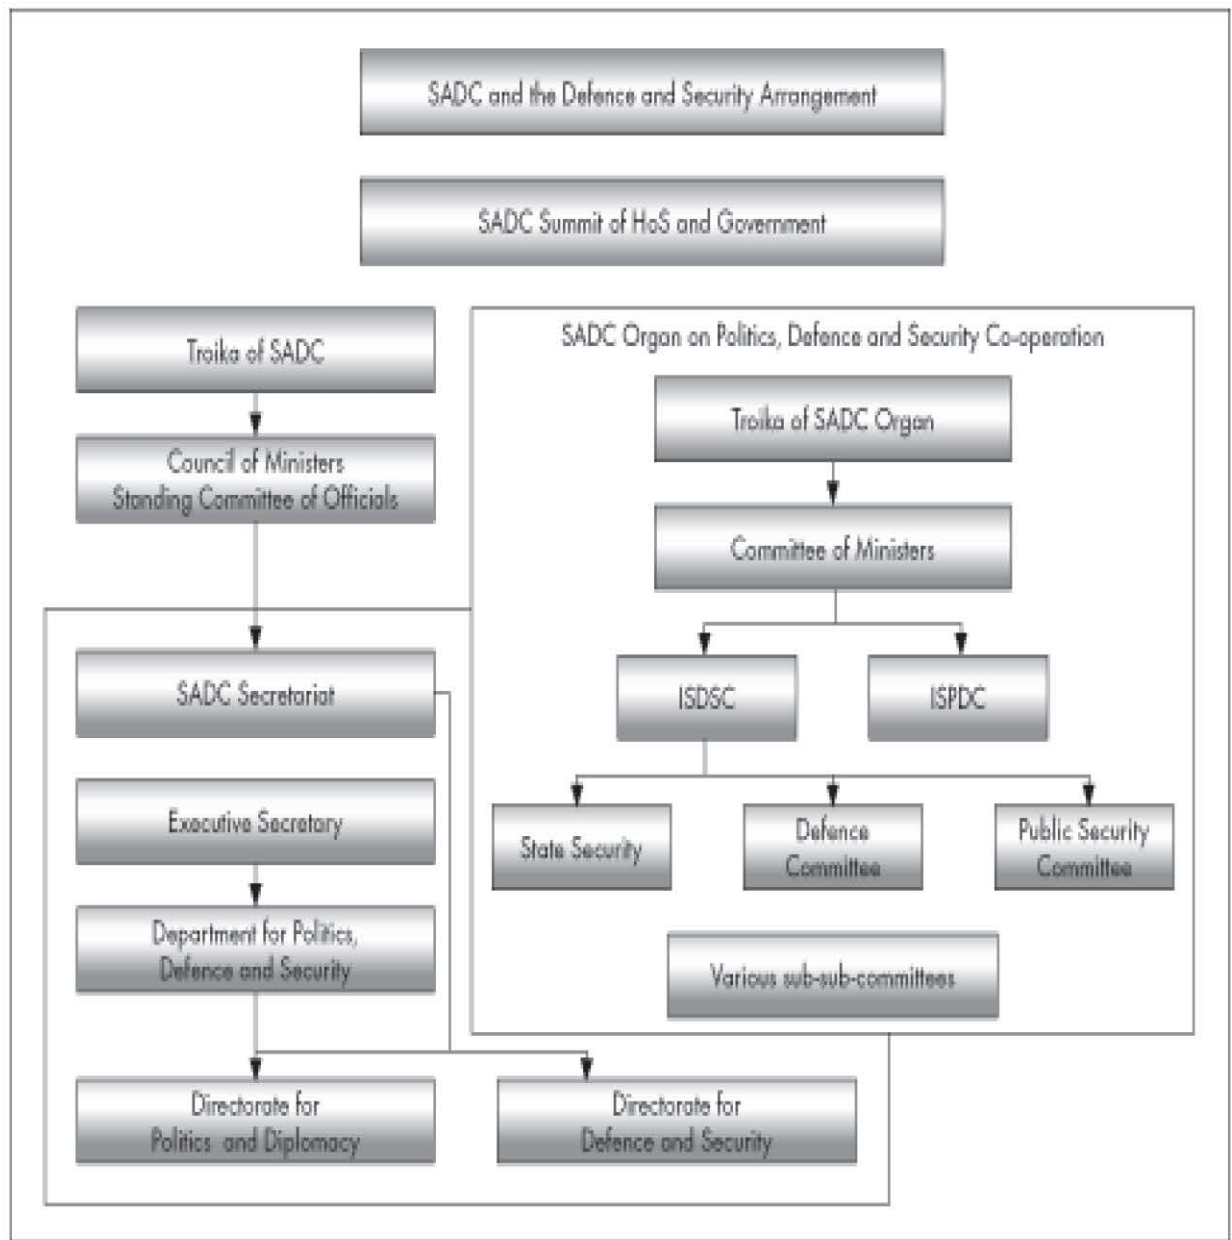 SADC and the Defence and Security Arrangement
SADC Summit of HoS and Government
Troika of SADC
Council of Ministers
Standing Committee of Officials
SADC Secretariat
Executive Secretary
Department for Politics,
Defence and Security
Directorate for
Politics and Diplomacy
Directorate for
Defence and Security
SADC Organ on Politics, Defence and Security Co-operation
Troika of SADC Organ
Committee of Ministers
ISDSC
ISPDC
State Security
Defence
Committee
Public Security
Committee
Various sub-sub-committees